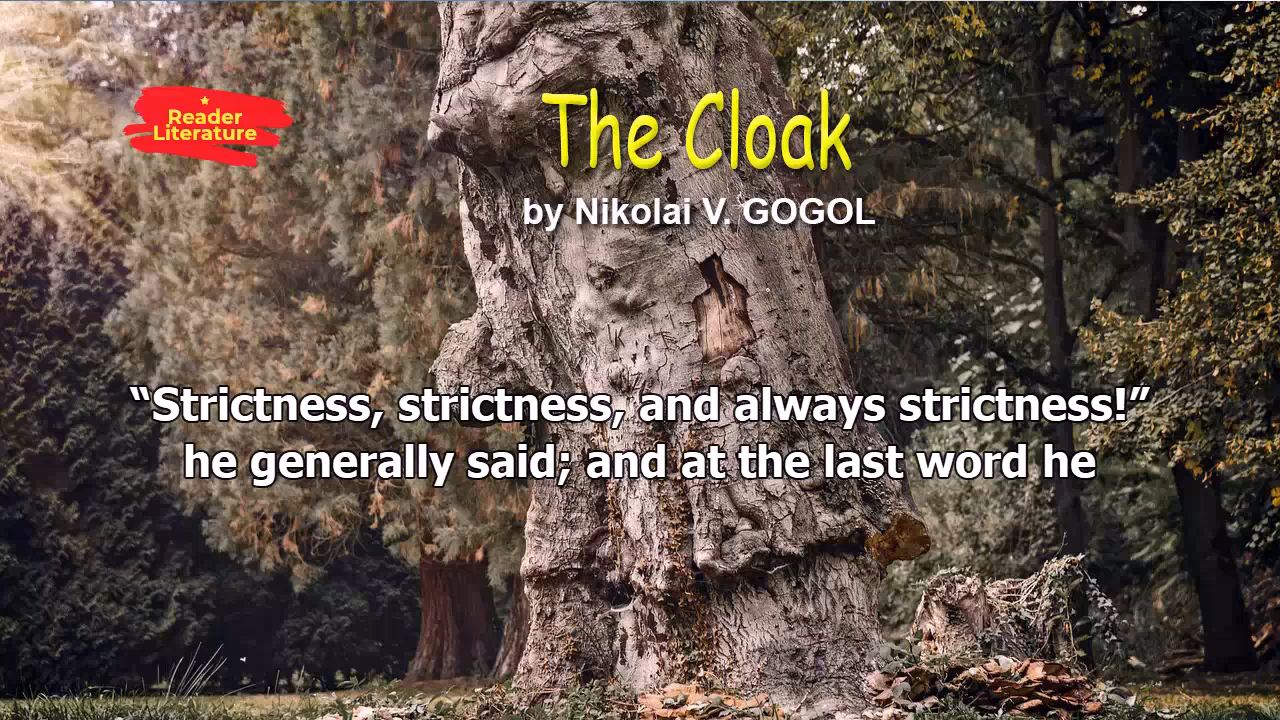 Reader
Literature
The Cloak
by Nikolai V. GOGOL
“Strictness, strictness, and always strictness!”
he generally said; and at the last word he